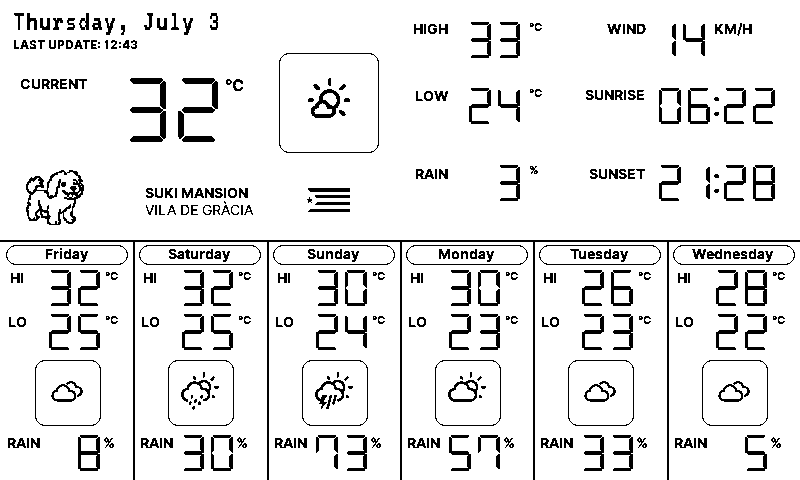 Thursday, July 3
LAST UPDATE: 12:43
CURRENT 32 °C
HIGH 33 °C
WIND 14 KM/H
LOW 24 °C
SUNRISE 06:22
RAIN 3 %
SUNSET 21:28
SUKI MANSION
VILA DE GRÀCIA
Friday
HI 32 °C
LO 25 °C
RAIN 8 %
Saturday
HI 32 °C
LO 25 °C
RAIN 30 %
Sunday
HI 30 °C
LO 24 °C
RAIN 73 %
Monday
HI 30 °C
LO 23 °C
RAIN 57 %
Tuesday
HI 26 °C
LO 23 °C
RAIN 33 %
Wednesday
HI 28 °C
LO 22 °C
RAIN 5 %